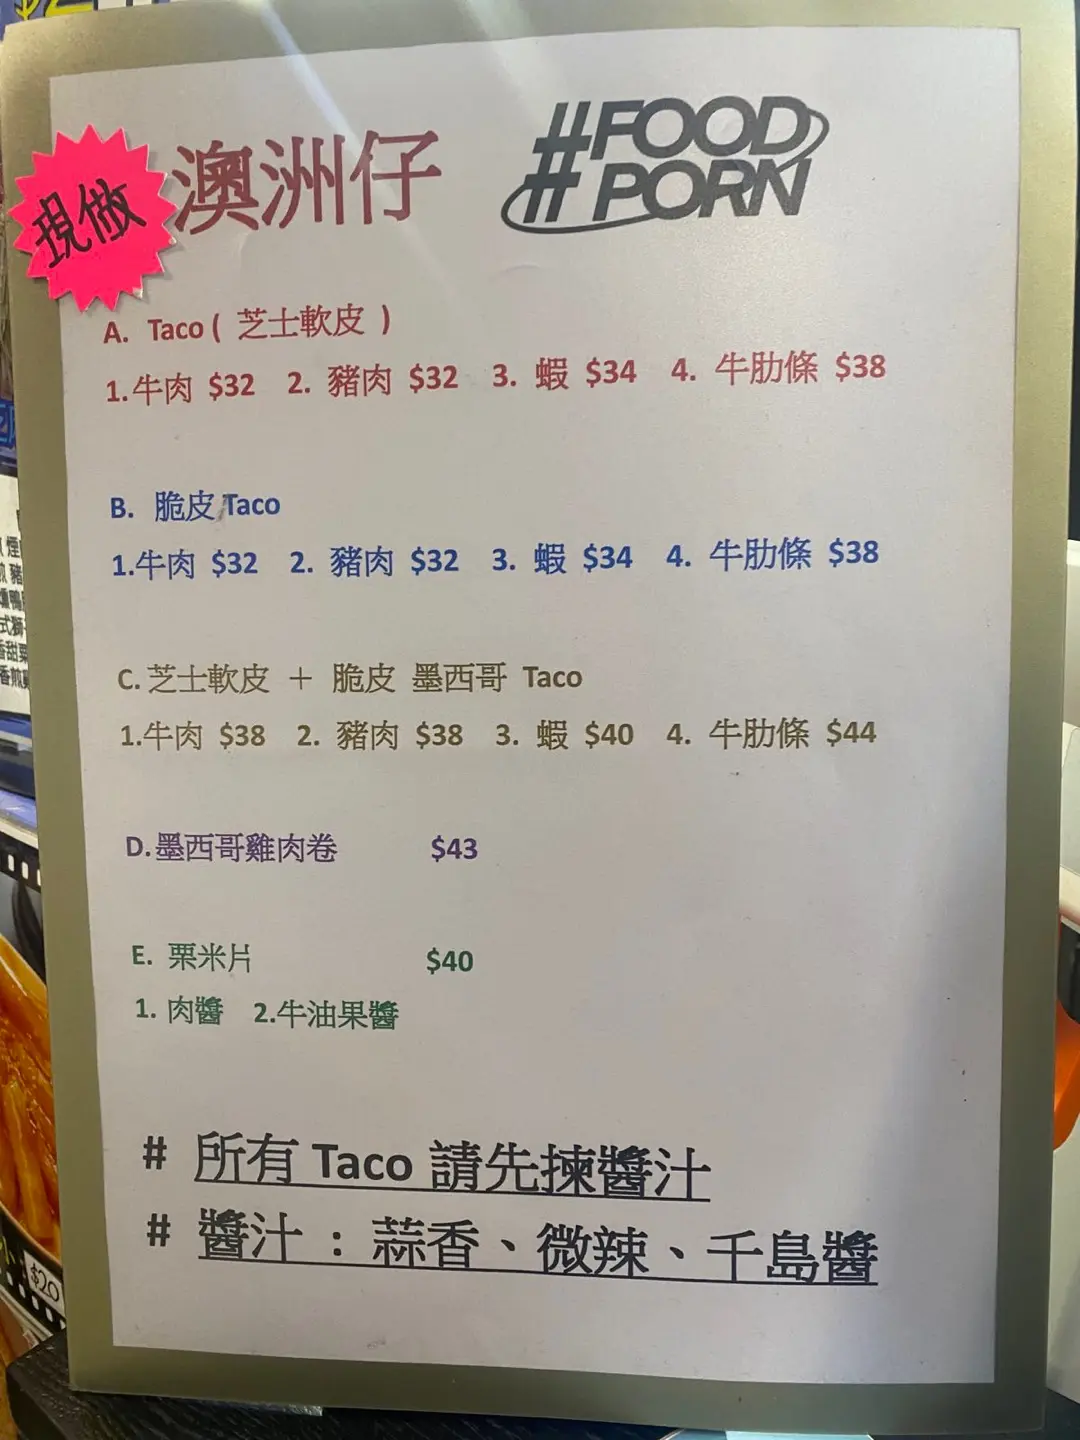 現做
澳洲仔
#FOOD
#PORN
A. Taco ( 芝士軟皮 )
1.牛肉 $32 2. 豬肉 $32 3. 蝦 $34 4. 牛肋條 $38
B. 脆皮 Taco
1.牛肉 $32 2. 豬肉 $32 3. 蝦 $34 4. 牛肋條 $38
C. 芝士軟皮 + 脆皮 墨西哥 Taco
1.牛肉 $38 2. 豬肉 $38 3. 蝦 $40 4. 牛肋條 $44
D.墨西哥雞肉卷 $43
E. 粟米片 $40
1. 肉醬 2.牛油果醬
# 所有 Taco 請先揀醬汁
# 醬汁 : 蒜香、微辣、千島醬
$20